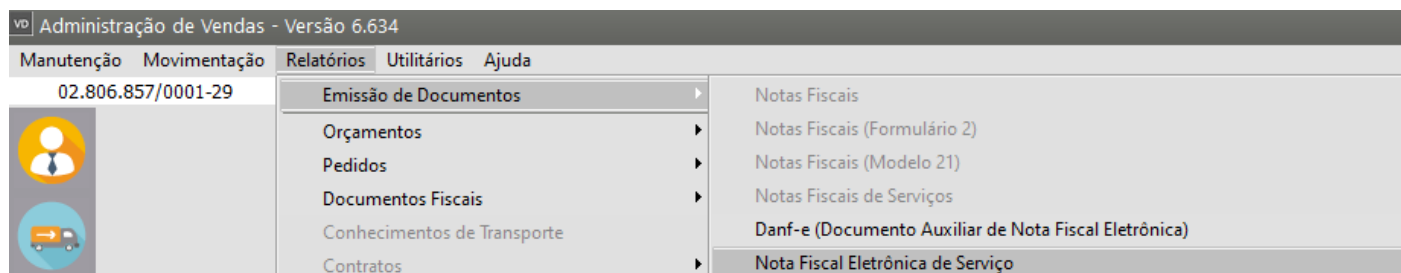 VD Administração de Vendas - Versão 6.634
Manutenção Movimentação Relatórios Utilitários Ajuda
02.806.857/0001-29
Emissão de Documentos
Orçamentos
Pedidos
Documentos Fiscais
Conhecimentos de Transporte
Contratos
Notas Fiscais
Notas Fiscais (Formulário 2)
Notas Fiscais (Modelo 21)
Notas Fiscais de Serviços
Danf-e (Documento Auxiliar de Nota Fiscal Eletrônica)
Nota Fiscal Eletrônica de Serviço